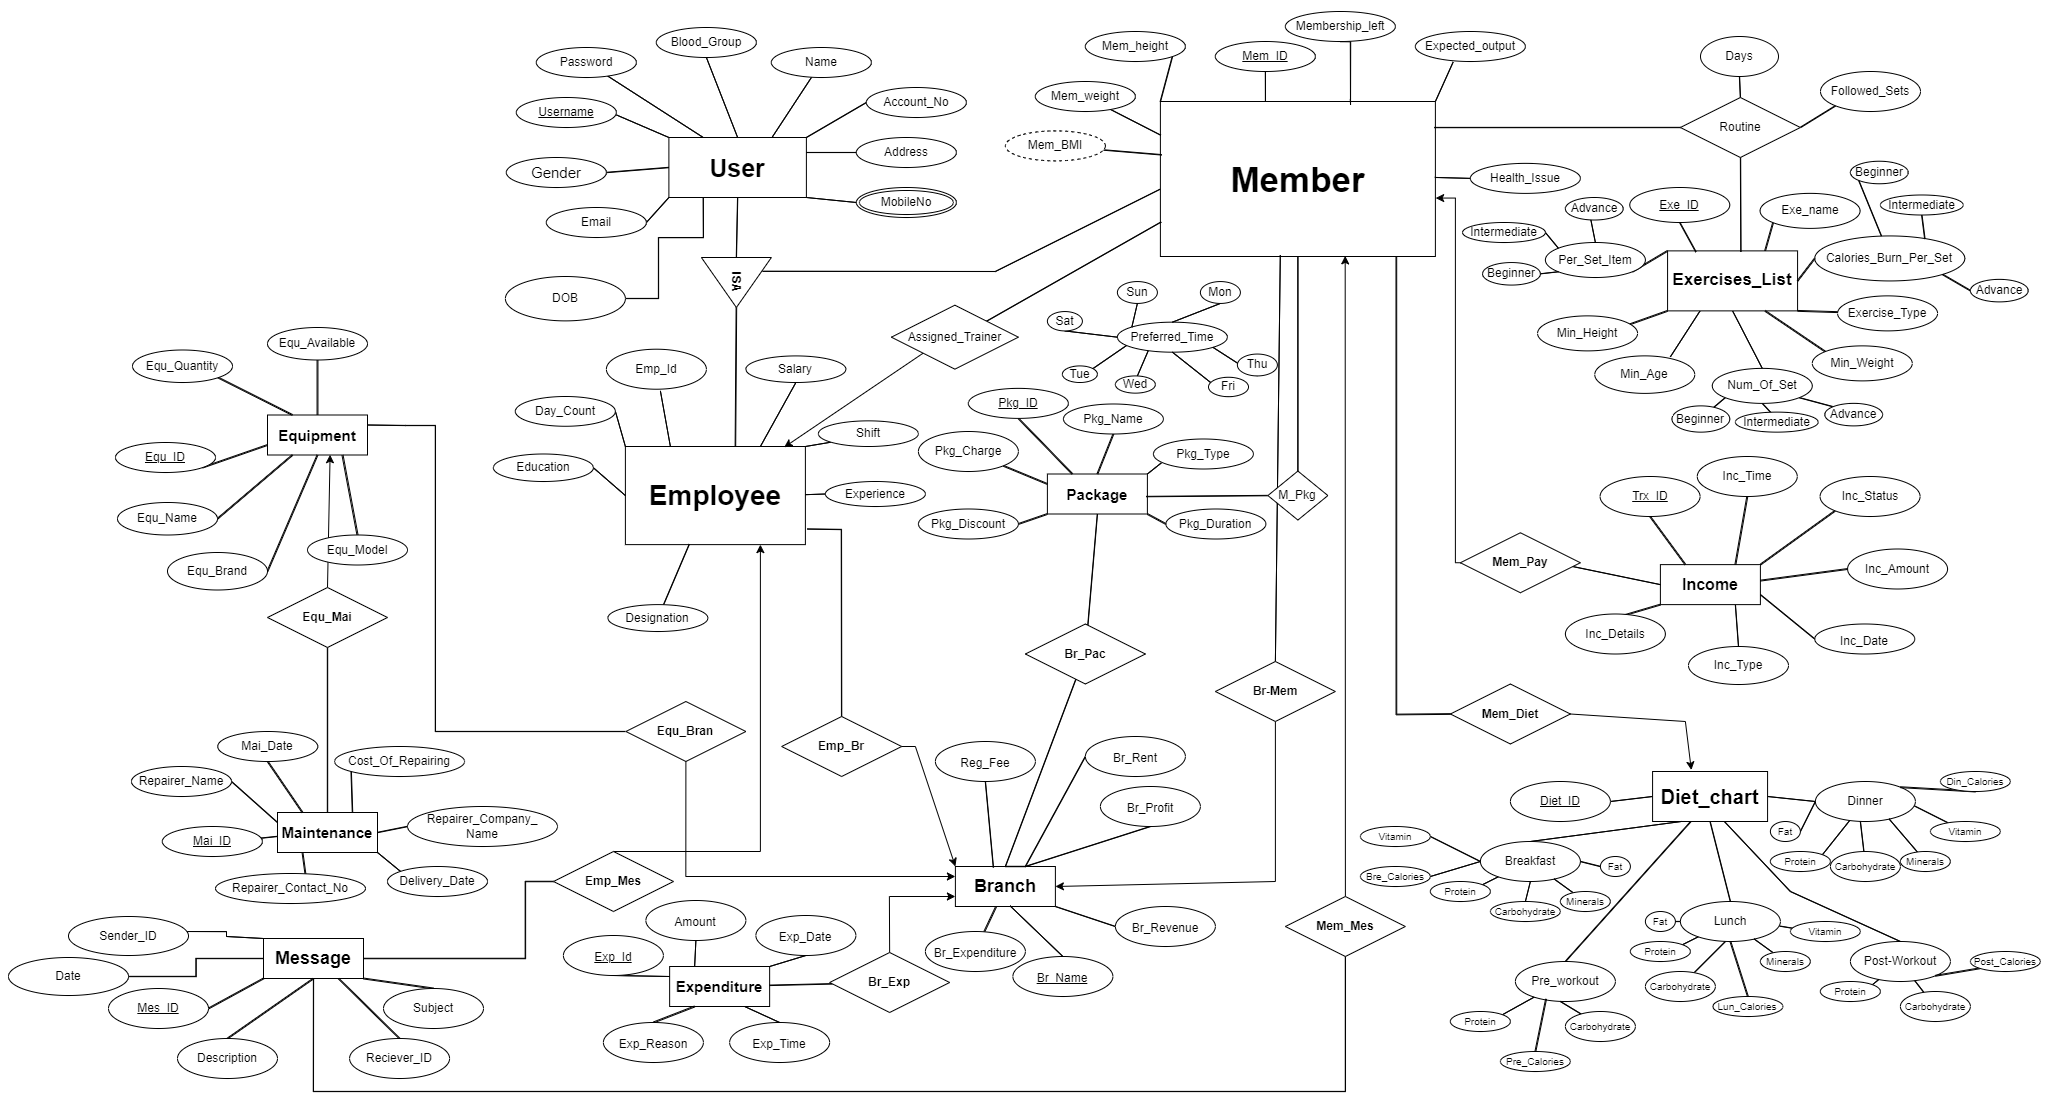 Blood_Group
Password
Name
Username
Account_No
User
Address
Gender
MobileNo
Email
DOB
ISA
Membership_left
Mem_height
Mem_ID
Expected_output
Mem_weight
Mem_BMI
Member
Health_Issue
Days
Followed_Sets
Routine
Beginner
Intermediate
Exe_ID
Exe_name
Advance
Intermediate
Per_Set_Item
Beginner
Calories_Burn_Per_Set
Advance
Exercises_List
Exercise_Type
Min_Height
Min_Weight
Min_Age
Num_Of_Set
Beginner
Intermediate
Advance
Assigned_Trainer
Sun
Mon
Sat
Preferred_Time
Thu
Tue
Wed
Fri
Equ_Available
Equ_Quantity
Equipment
Equ_ID
Equ_Name
Equ_Model
Equ_Brand
Equ_Mai
Emp_Id
Salary
Day_Count
Shift
Education
Employee
Experience
Designation
Pkg_ID
Pkg_Name
Pkg_Charge
Pkg_Type
Package
M_Pkg
Pkg_Discount
Pkg_Duration
Inc_Time
Trx_ID
Inc_Status
Mem_Pay
Inc_Amount
Income
Inc_Details
Inc_Date
Inc_Type
Br_Pac
Br-Mem
Mem_Diet
Equ_Bran
Emp_Br
Mai_Date
Cost_Of_Repairing
Repairer_Name
Maintenance
Repairer_Company_
Name
Mai_ID
Repairer_Contact_No
Delivery_Date
Reg_Fee
Br_Rent
Br_Profit
Branch
Br_Expenditure
Br_Revenue
Br_Name
Emp_Mes
Mem_Mes
Sender_ID
Message
Date
Mes_ID
Subject
Description
Reciever_ID
Amount
Exp_Id
Exp_Date
Expenditure
Br_Exp
Exp_Reason
Exp_Time
Diet_ID
Diet_chart
Din_Calories
Dinner
Fat
Vitamin
Protein
Carbohydrate
Minerals
Vitamin
Breakfast
Fat
Bre_Calories
Protein
Carbohydrate
Minerals
Lunch
Fat
Vitamin
Protein
Minerals
Carbohydrate
Lun_Calories
Post-Workout
Post_Calories
Protein
Carbohydrate
Pre_workout
Protein
Carbohydrate
Pre_Calories